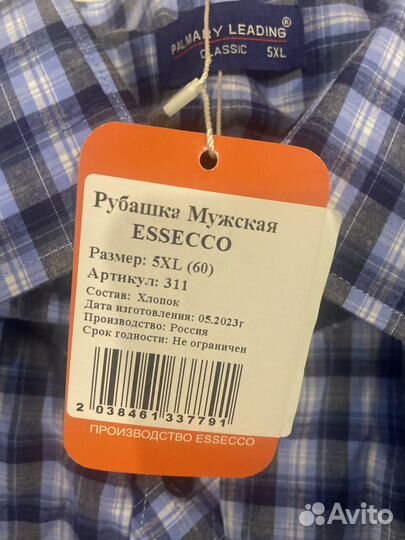 PALMARY LEADING®
CLASSIC 5XL
Рубашка Мужская
ESSECCO
Размер: 5XL (60)
Артикул: 311
Состав: Хлопок
Дата изготовления: 05.2023г
Производство: Россия
Срок годности: Не ограничен
2 038461 337791
ПРОИЗВОДСТВО ESSECCO
Avito